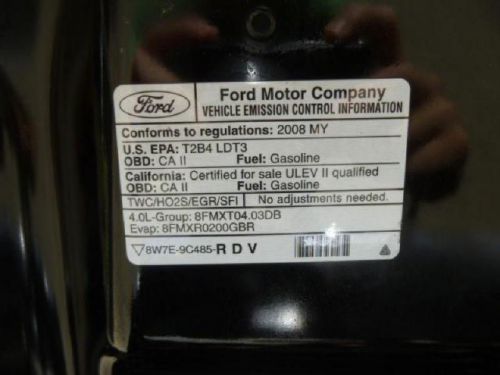 Ford
Ford Motor Company
VEHICLE EMISSION CONTROL INFORMATION
Conforms to regulations: 2008 MY
U.S. EPA: T2B4 LDT3
OBD: CA II Fuel: Gasoline
California: Certified for sale ULEV II qualified
OBD: CA II Fuel: Gasoline
TWC/HO2S/EGR/SFI No adjustments needed.
4.0L-Group: 8FMXT04.03DB
Evap: 8FMXR0200GBR
8W7E-9C485-R D V